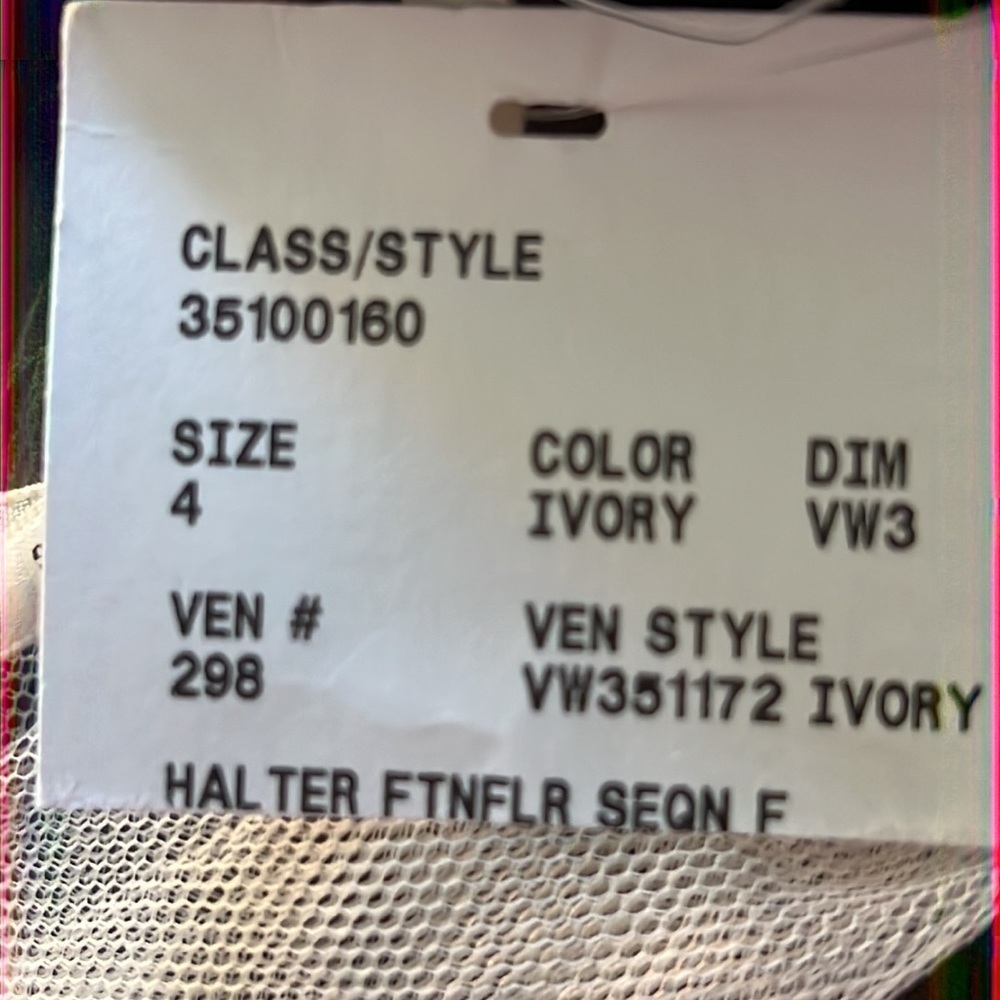 CLASS/STYLE
35100160
SIZE COLOR DIM
4 IVORY VW3
VEN # VEN STYLE
298 VW351172 IVORY
HALTER FTNFLR SEQN F